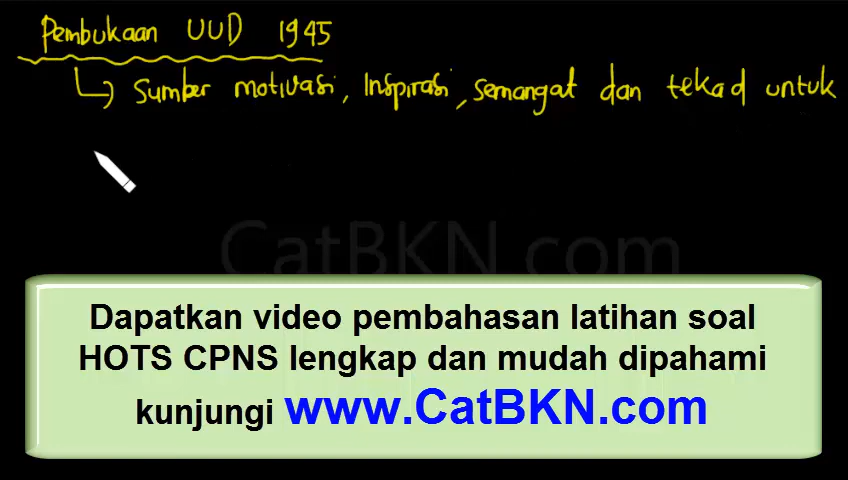 Pembukaan UUD 1945
Sumber motivasi, Inspirasi, semangat dan tekad untuk
CatBKN.com
Dapatkan video pembahasan latihan soal
HOTS CPNS lengkap dan mudah dipahami
kunjungi www.CatBKN.com